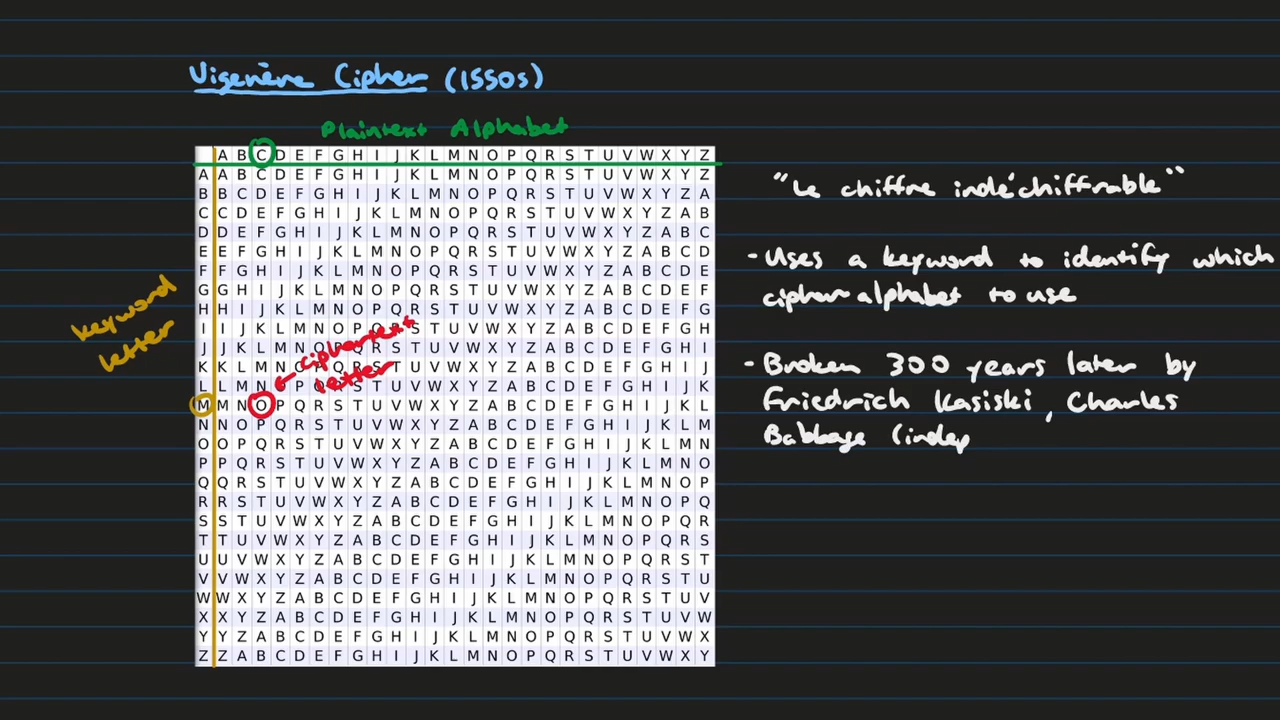 Vigenère Cipher (1550s)
Plaintext Alphabet
A B C D E F G H I J K L M N O P Q R S T U V W X Y Z
A A B C D E F G H I J K L M N O P Q R S T U V W X Y Z
B B C D E F G H I J K L M N O P Q R S T U V W X Y Z A
C C D E F G H I J K L M N O P Q R S T U V W X Y Z A B
D D E F G H I J K L M N O P Q R S T U V W X Y Z A B C
E E F G H I J K L M N O P Q R S T U V W X Y Z A B C D
F F G H I J K L M N O P Q R S T U V W X Y Z A B C D E
G G H I J K L M N O P Q R S T U V W X Y Z A B C D E F
H H I J K L M N O P Q R S T U V W X Y Z A B C D E F G
I I J K L M N O P Q R S T U V W X Y Z A B C D E F G H
J J K L M N O P Q R S T U V W X Y Z A B C D E F G H I
K K L M N O P Q R S T U V W X Y Z A B C D E F G H I J
L L M N O P Q R S T U V W X Y Z A B C D E F G H I J K
M M N O P Q R S T U V W X Y Z A B C D E F G H I J K L
N N O P Q R S T U V W X Y Z A B C D E F G H I J K L M
O O P Q R S T U V W X Y Z A B C D E F G H I J K L M N
P P Q R S T U V W X Y Z A B C D E F G H I J K L M N O
Q Q R S T U V W X Y Z A B C D E F G H I J K L M N O P
R R S T U V W X Y Z A B C D E F G H I J K L M N O P Q
S S T U V W X Y Z A B C D E F G H I J K L M N O P Q R
T T U V W X Y Z A B C D E F G H I J K L M N O P Q R S
U U V W X Y Z A B C D E F G H I J K L M N O P Q R S T
V V W X Y Z A B C D E F G H I J K L M N O P Q R S T U
W W X Y Z A B C D E F G H I J K L M N O P Q R S T U V
X X Y Z A B C D E F G H I J K L M N O P Q R S T U V W
Y Y Z A B C D E F G H I J K L M N O P Q R S T U V W X
Z Z A B C D E F G H I J K L M N O P Q R S T U V W X Y
keyword
letter
ciphertext
letter
"le chiffre indéchiffrable"
- Uses a keyword to identify which
cipher alphabet to use
- Broken 300 years later by
Friedrich Kasiski, Charles
Babbage (indep